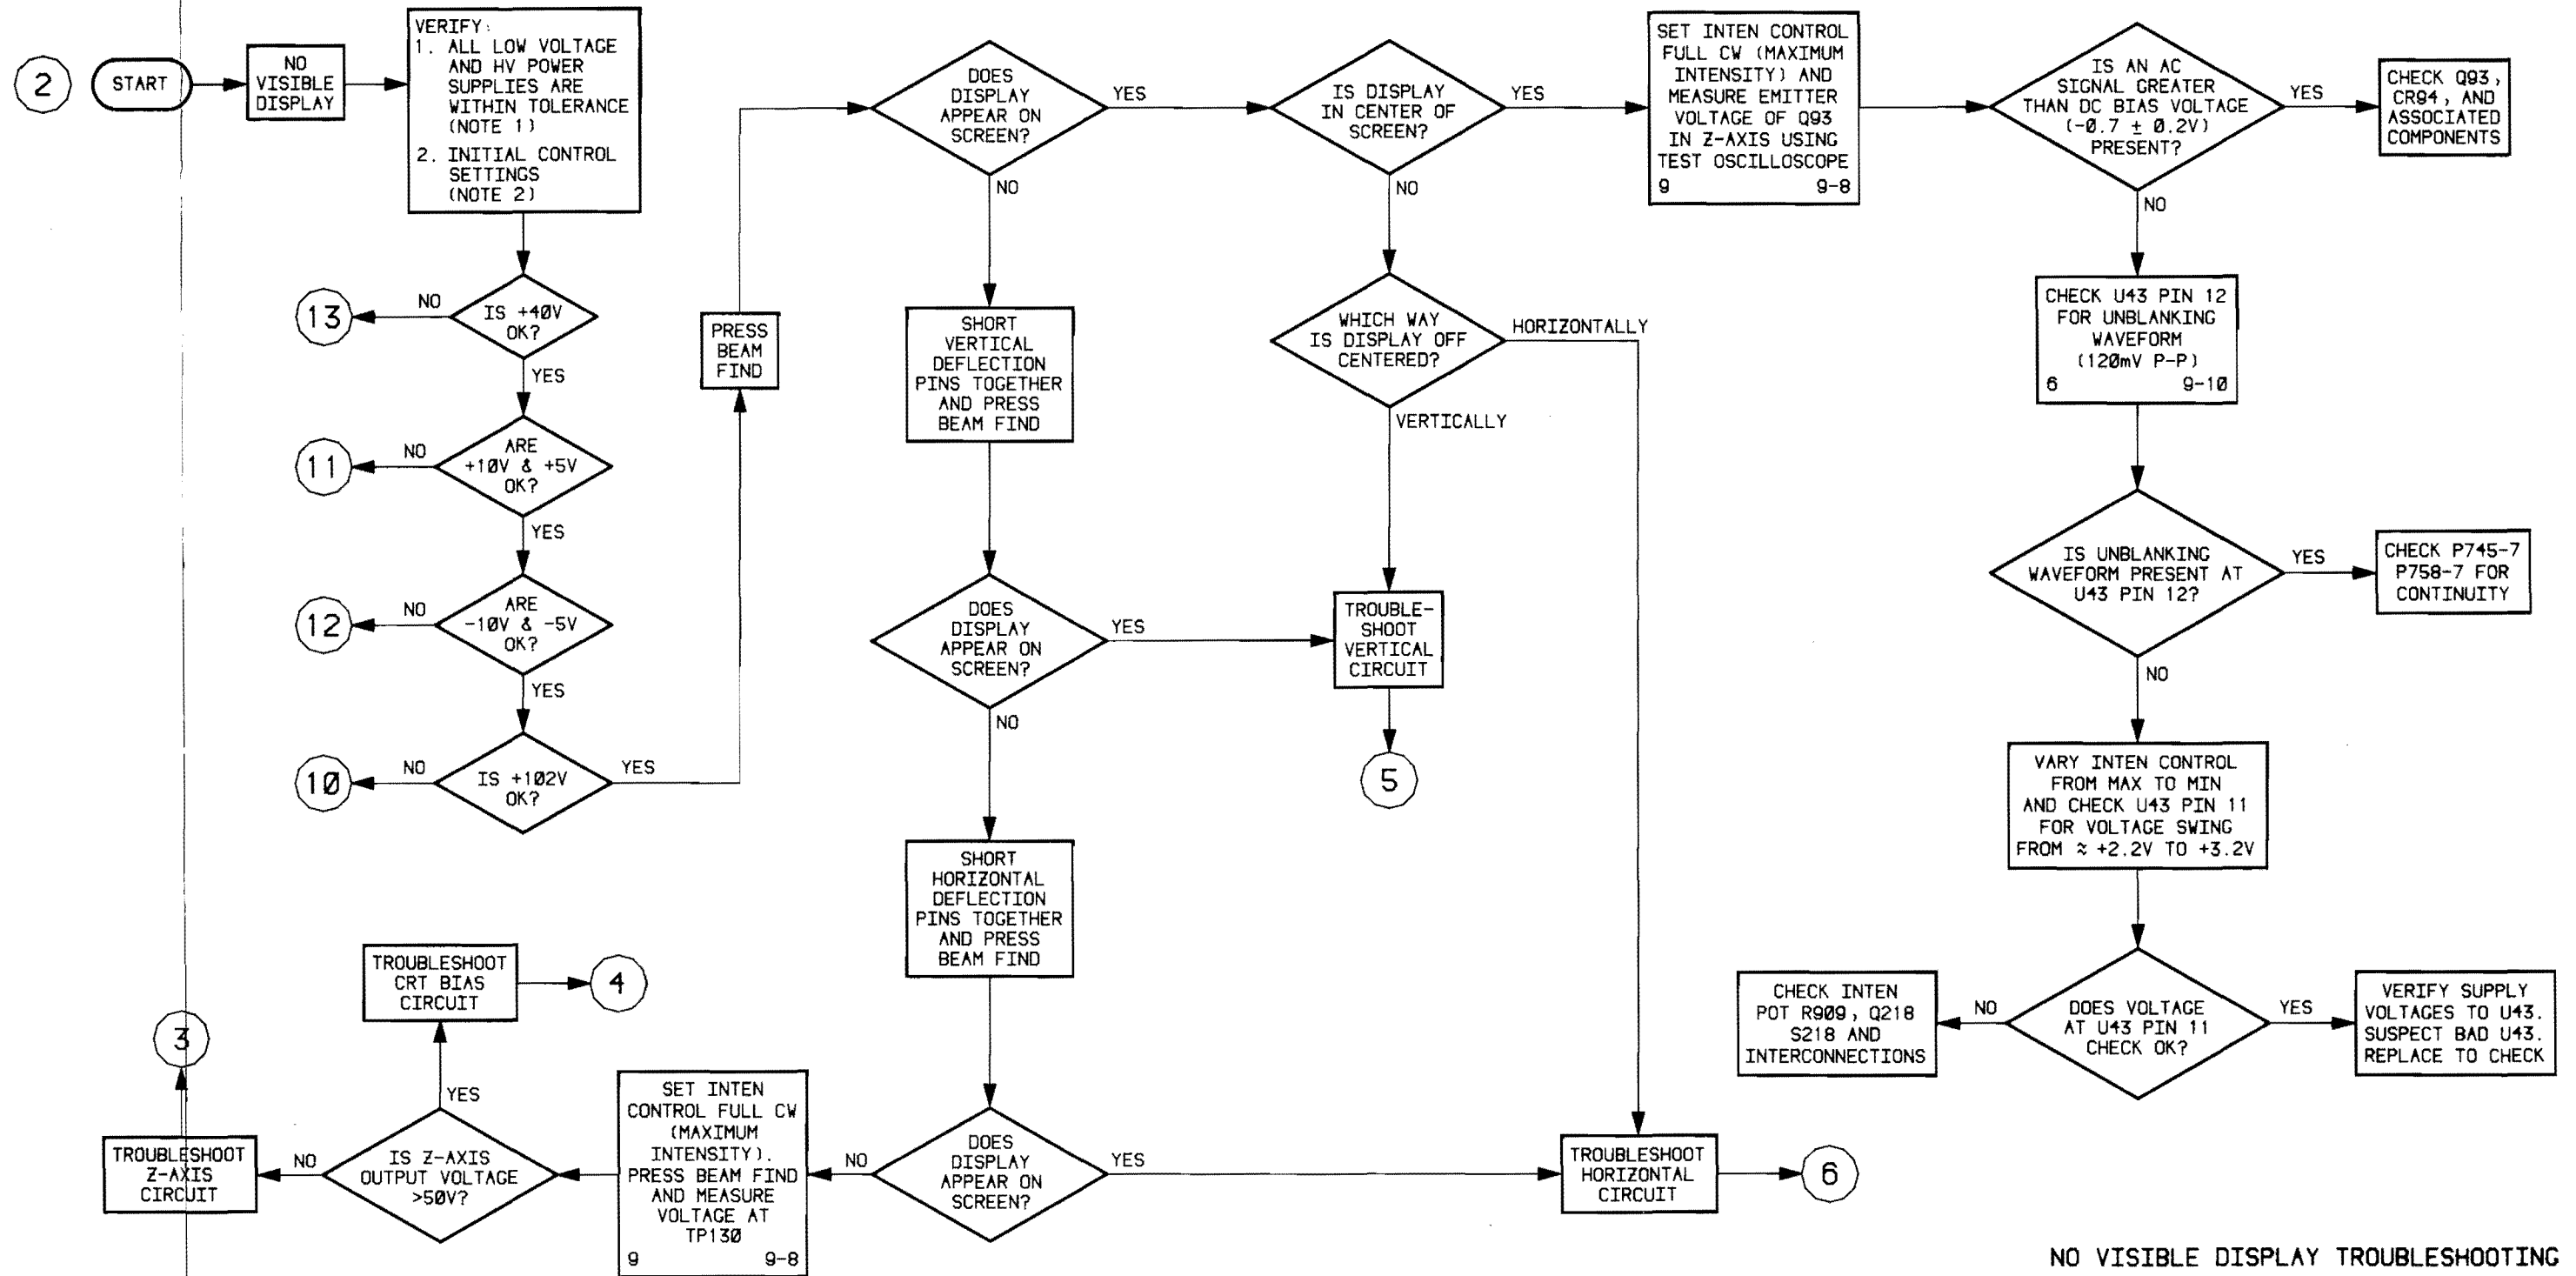 2
START
NO
VISIBLE
DISPLAY
VERIFY:
1. ALL LOW VOLTAGE
AND HV POWER
SUPPLIES ARE
WITHIN TOLERANCE
(NOTE 1)
2. INITIAL CONTROL
SETTINGS
(NOTE 2)
IS +40V
OK?
NO
13
YES
ARE
+10V & +5V
OK?
NO
11
YES
ARE
-10V & -5V
OK?
NO
12
YES
IS +102V
OK?
NO
10
YES
PRESS
BEAM
FIND
DOES
DISPLAY
APPEAR ON
SCREEN?
YES
NO
SHORT
VERTICAL
DEFLECTION
PINS TOGETHER
AND PRESS
BEAM FIND
DOES
DISPLAY
APPEAR ON
SCREEN?
YES
NO
SHORT
HORIZONTAL
DEFLECTION
PINS TOGETHER
AND PRESS
BEAM FIND
DOES
DISPLAY
APPEAR ON
SCREEN?
YES
NO
SET INTEN
CONTROL FULL CW
(MAXIMUM
INTENSITY).
PRESS BEAM FIND
AND MEASURE
VOLTAGE AT
TP130
9 9-8
IS Z-AXIS
OUTPUT VOLTAGE
>50V?
YES
TROUBLESHOOT
CRT BIAS
CIRCUIT
4
NO
TROUBLESHOOT
Z-AXIS
CIRCUIT
3
IS DISPLAY
IN CENTER OF
SCREEN?
YES
NO
WHICH WAY
IS DISPLAY OFF
CENTERED?
HORIZONTALLY
VERTICALLY
TROUBLE-
SHOOT
VERTICAL
CIRCUIT
5
TROUBLESHOOT
HORIZONTAL
CIRCUIT
6
SET INTEN CONTROL
FULL CW (MAXIMUM
INTENSITY) AND
MEASURE EMITTER
VOLTAGE OF Q93
IN Z-AXIS USING
TEST OSCILLOSCOPE
9 9-8
IS AN AC
SIGNAL GREATER
THAN DC BIAS VOLTAGE
(-0.7 ± 0.2V)
PRESENT?
YES
CHECK Q93,
CR94, AND
ASSOCIATED
COMPONENTS
NO
CHECK U43 PIN 12
FOR UNBLANKING
WAVEFORM
(120mV P-P)
6 9-10
IS UNBLANKING
WAVEFORM PRESENT AT
U43 PIN 12?
YES
CHECK P745-7
P758-7 FOR
CONTINUITY
NO
VARY INTEN CONTROL
FROM MAX TO MIN
AND CHECK U43 PIN 11
FOR VOLTAGE SWING
FROM ≈ +2.2V TO +3.2V
DOES VOLTAGE
AT U43 PIN 11
CHECK OK?
NO
CHECK INTEN
POT R909, Q218
S218 AND
INTERCONNECTIONS
YES
VERIFY SUPPLY
VOLTAGES TO U43.
SUSPECT BAD U43.
REPLACE TO CHECK
NO VISIBLE DISPLAY TROUBLESHOOTING